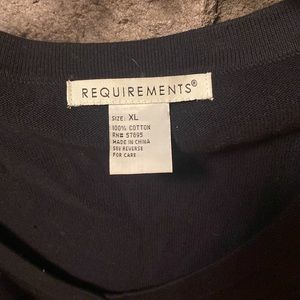 REQUIREMENTS®
SIZE: XL
100% COTTON
RN# 57695
MADE IN CHINA
SEE REVERSE
FOR CARE